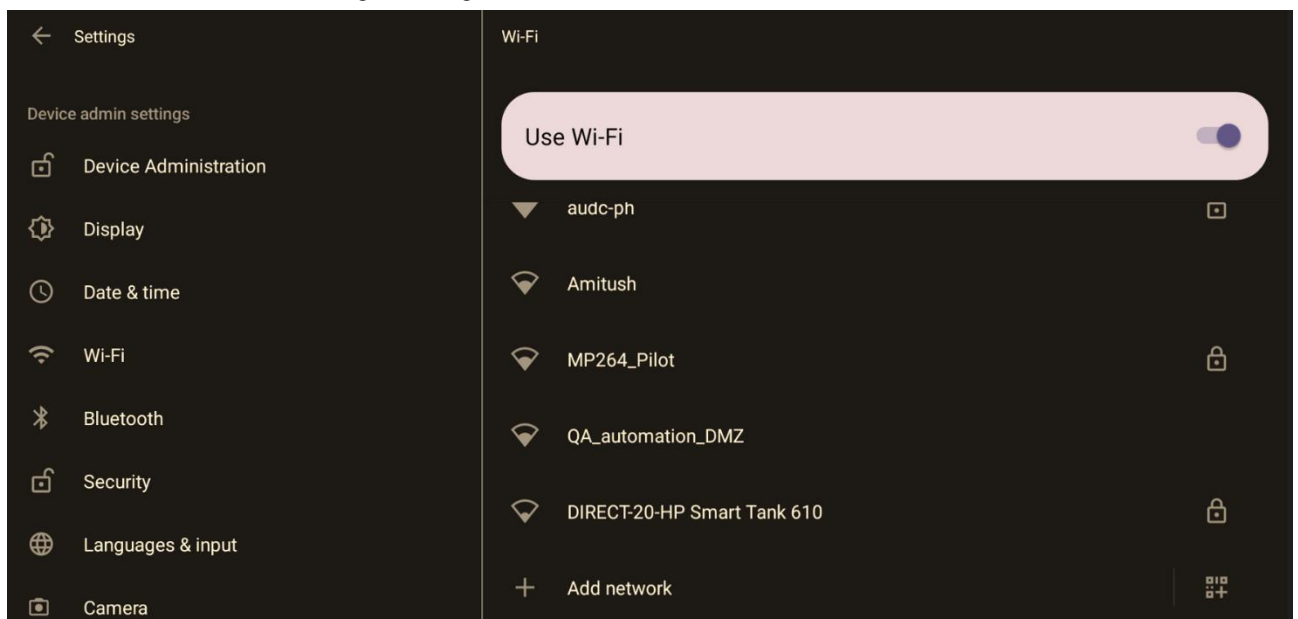 Settings
Device admin settings
Device Administration
Display
Date & time
Wi-Fi
Bluetooth
Security
Languages & input
Camera
Wi-Fi
Use Wi-Fi
audc-ph
Amitush
MP264_Pilot
QA_automation_DMZ
DIRECT-20-HP Smart Tank 610
Add network